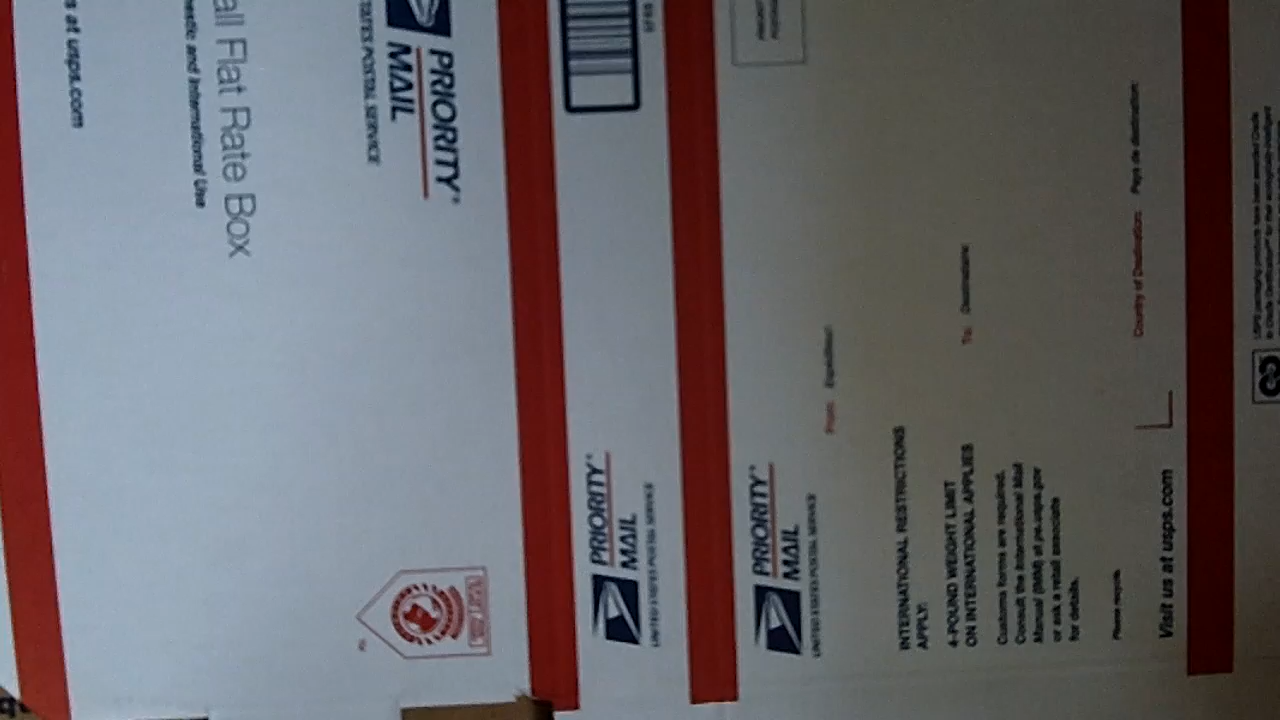 s at usps.com
all Flat Rate Box
estic and International Use
PRIORITY®
MAIL
TATES POSTAL SERVICE
PRIORITY®
MAIL
UNITED STATES POSTAL SERVICE
PRIORITY®
MAIL
UNITED STATES POSTAL SERVICE
From: Expéditeur:
To: Destinataire:
Country of Destination: Pays de destination:
INTERNATIONAL RESTRICTIONS
APPLY:
4-POUND WEIGHT LIMIT
ON INTERNATIONAL APPLIES
Customs forms are required.
Consult the International Mail
Manual (IMM) at pe.usps.gov
or ask a retail associate
for details.
Please recycle.
Visit us at usps.com